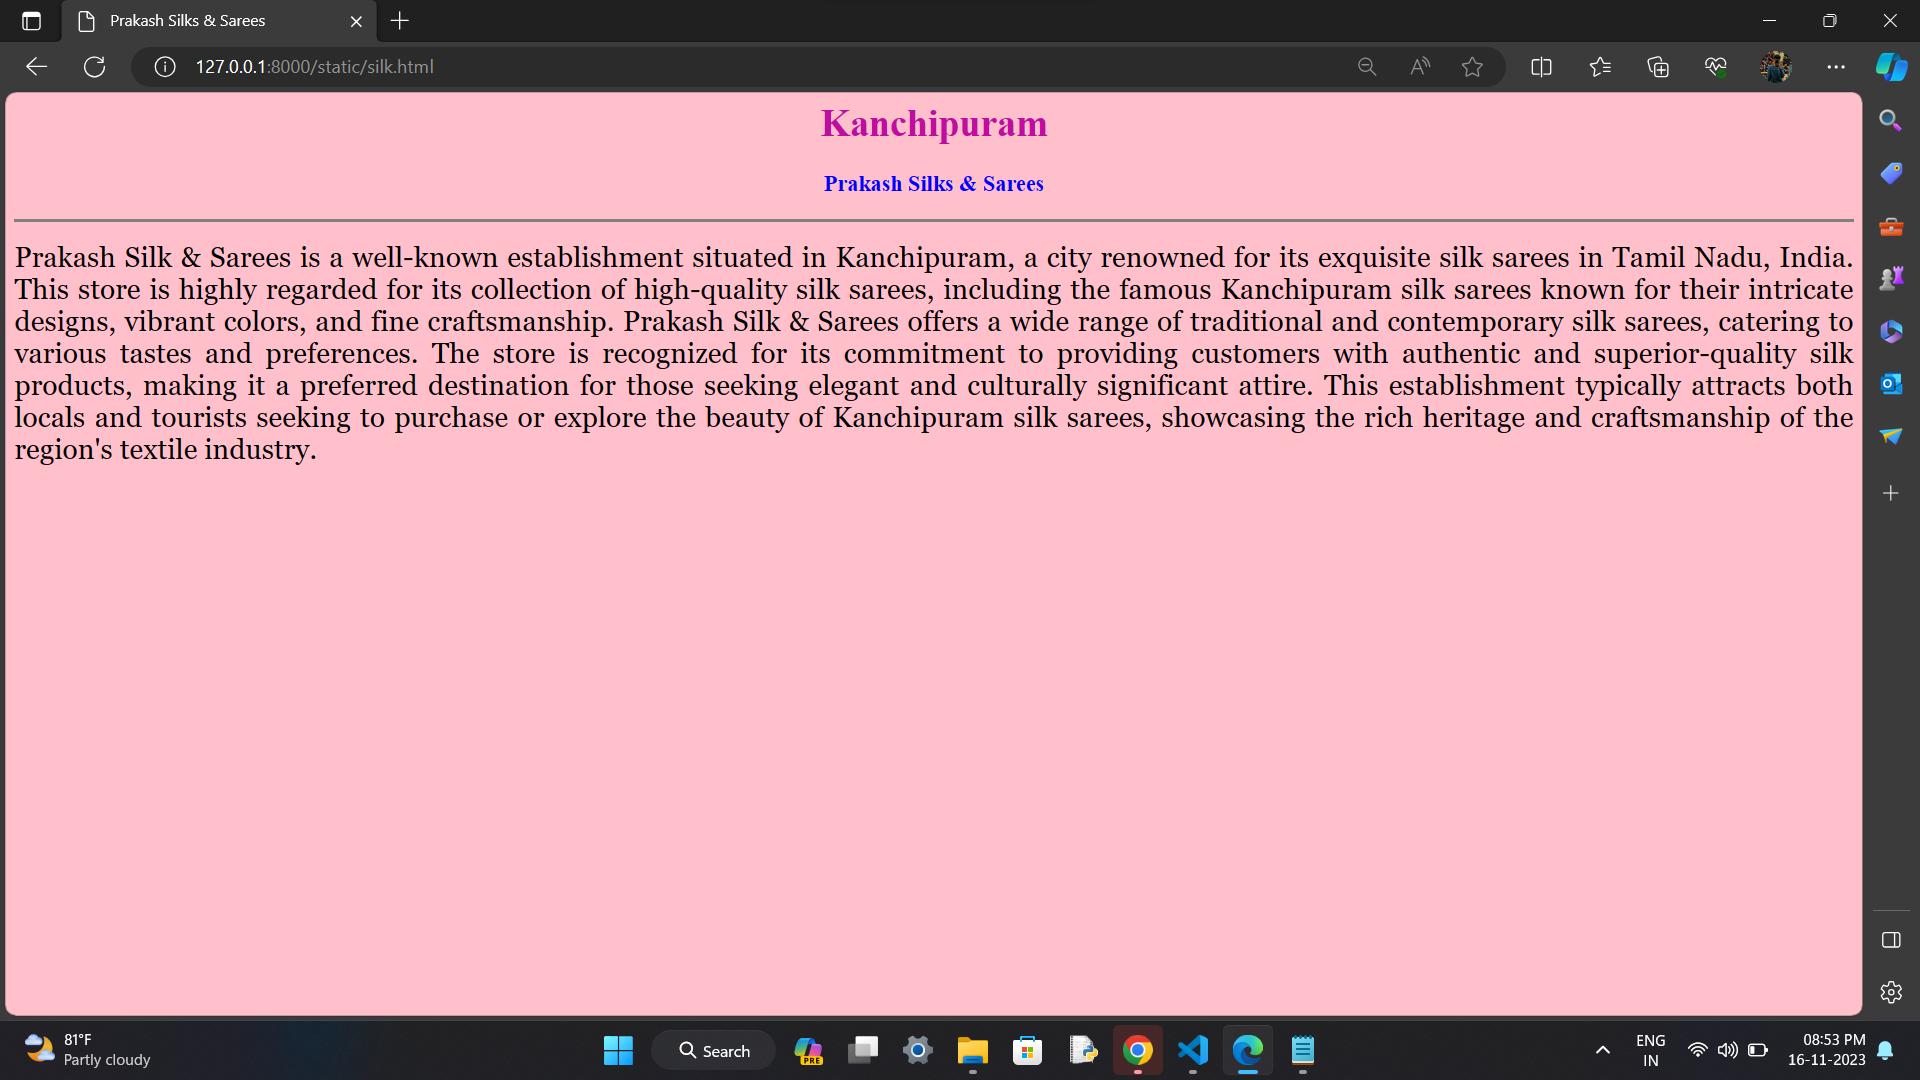 Prakash Silks & Sarees
127.0.0.1:8000/static/silk.html
Kanchipuram
Prakash Silks & Sarees
Prakash Silk & Sarees is a well-known establishment situated in Kanchipuram, a city renowned for its exquisite silk sarees in Tamil Nadu, India.
This store is highly regarded for its collection of high-quality silk sarees, including the famous Kanchipuram silk sarees known for their intricate
designs, vibrant colors, and fine craftsmanship. Prakash Silk & Sarees offers a wide range of traditional and contemporary silk sarees, catering to
various tastes and preferences. The store is recognized for its commitment to providing customers with authentic and superior-quality silk
products, making it a preferred destination for those seeking elegant and culturally significant attire. This establishment typically attracts both
locals and tourists seeking to purchase or explore the beauty of Kanchipuram silk sarees, showcasing the rich heritage and craftsmanship of the
region's textile industry.
81°F
Partly cloudy
Search
PRE
ENG
IN
08:53 PM
16-11-2023